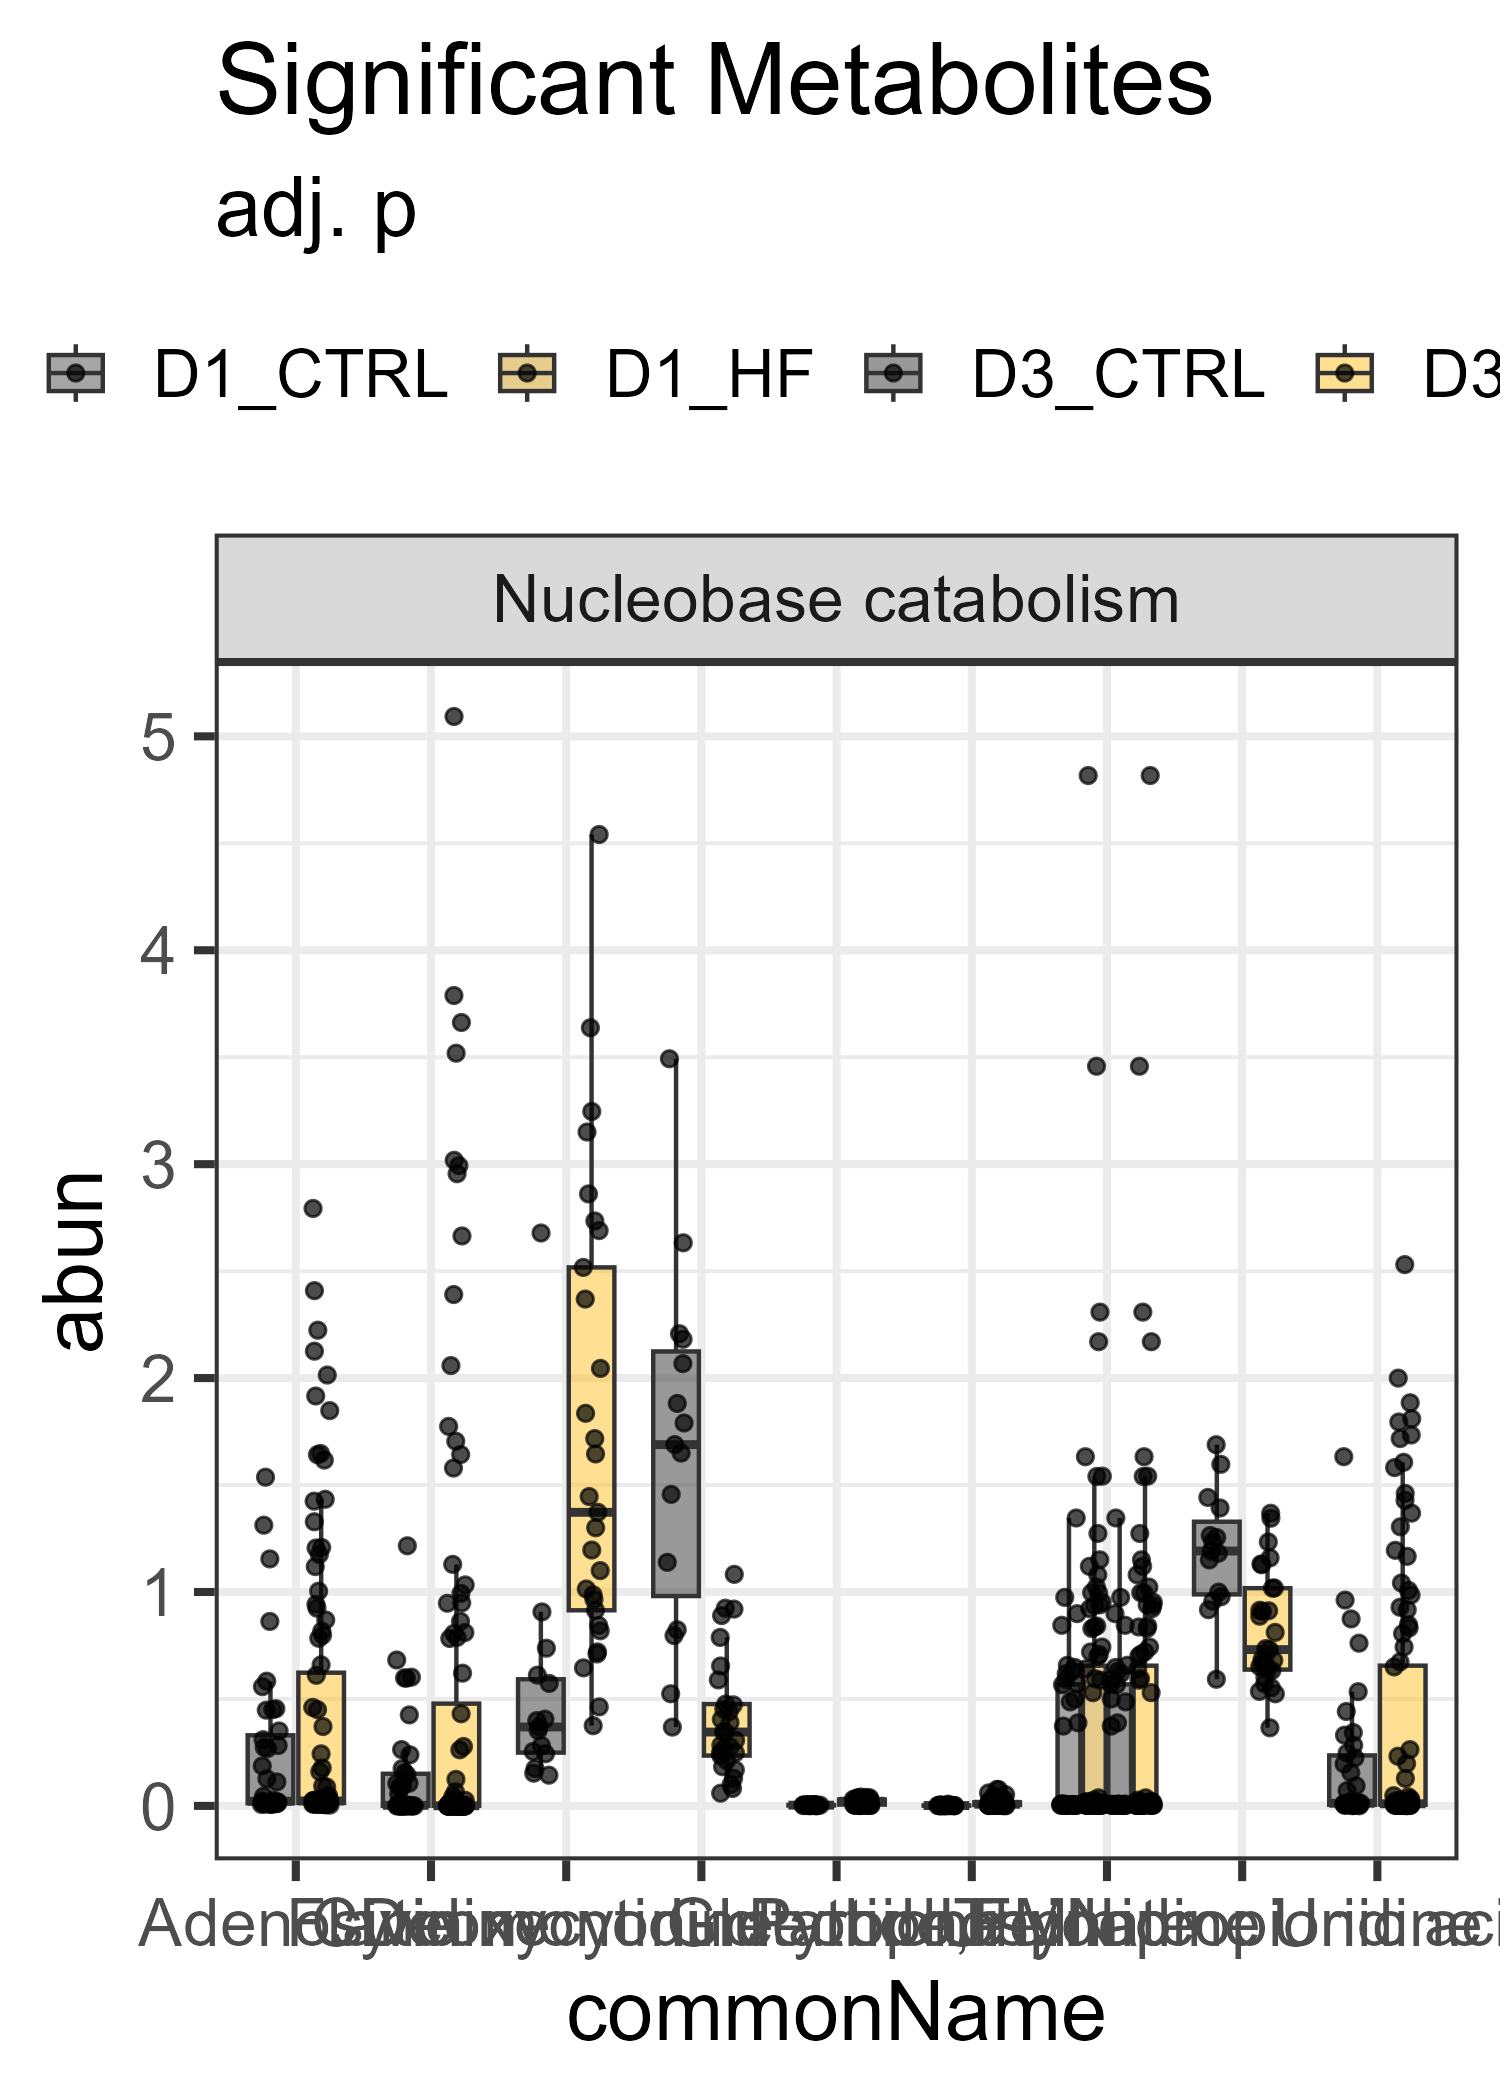 Significant Metabolites
adj. p
D1_CTRL D1_HF D3_CTRL D3
Nucleobase catabolism
5
4
3
2
1
0
abun
commonName